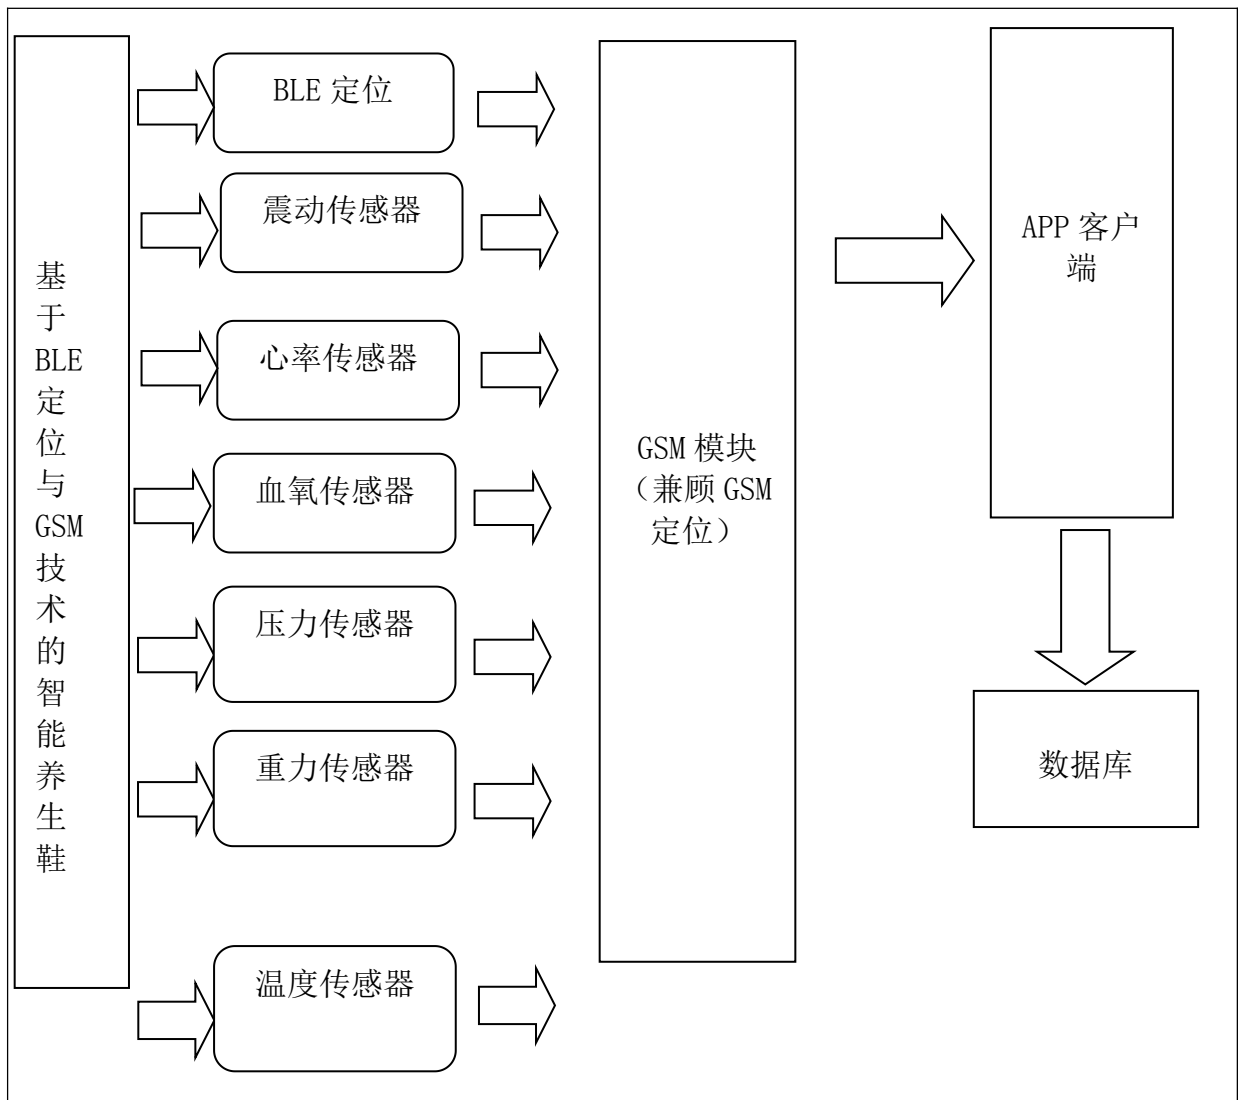 基
于
BLE
定
位
与
GSM
技
术
的
智
能
养
生
鞋
BLE 定位
震动传感器
心率传感器
血氧传感器
压力传感器
重力传感器
温度传感器
GSM 模块
（兼顾 GSM
定位）
APP 客户
端
数据库